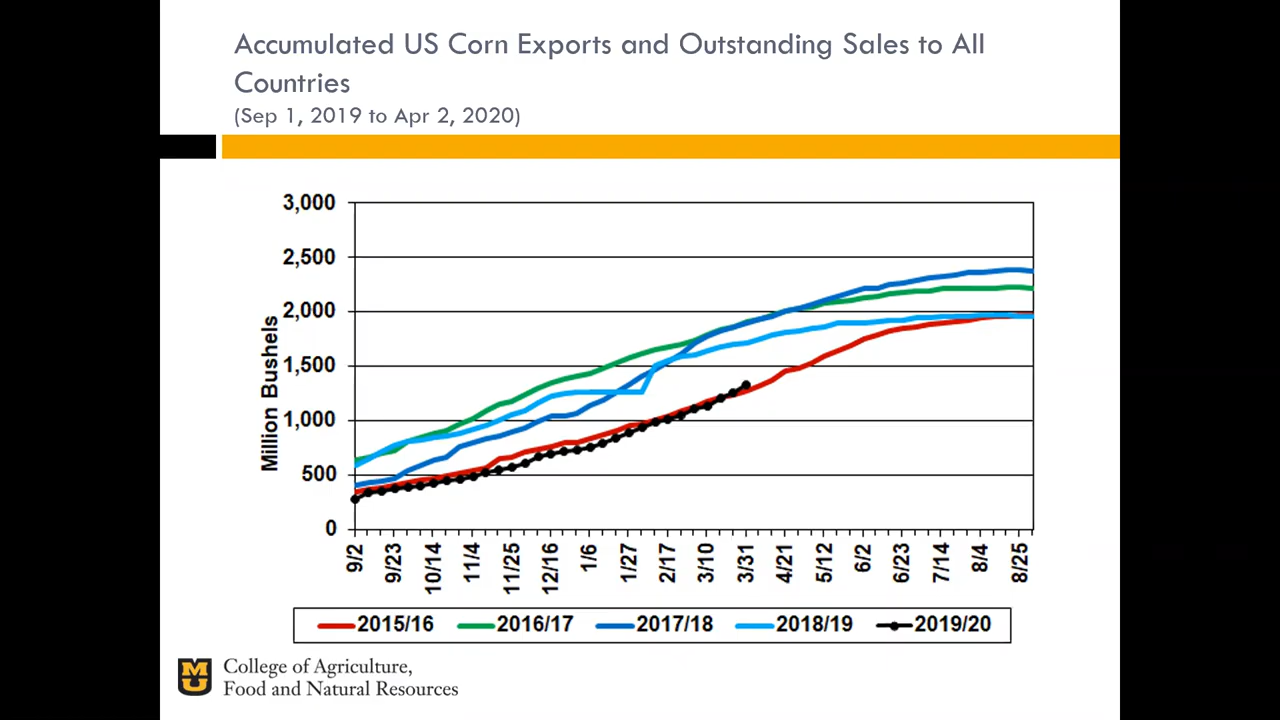 Accumulated US Corn Exports and Outstanding Sales to All
Countries
(Sep 1, 2019 to Apr 2, 2020)
3,000
2,500
2,000
1,500
1,000
500
0
Million Bushels
9/2 9/23 10/14 11/4 11/25 12/16 1/6 1/27 2/17 3/10 3/31 4/21 5/12 6/2 6/23 7/14 8/4 8/25
2015/16 2016/17 2017/18 2018/19 2019/20
MU
College of Agriculture,
Food and Natural Resources